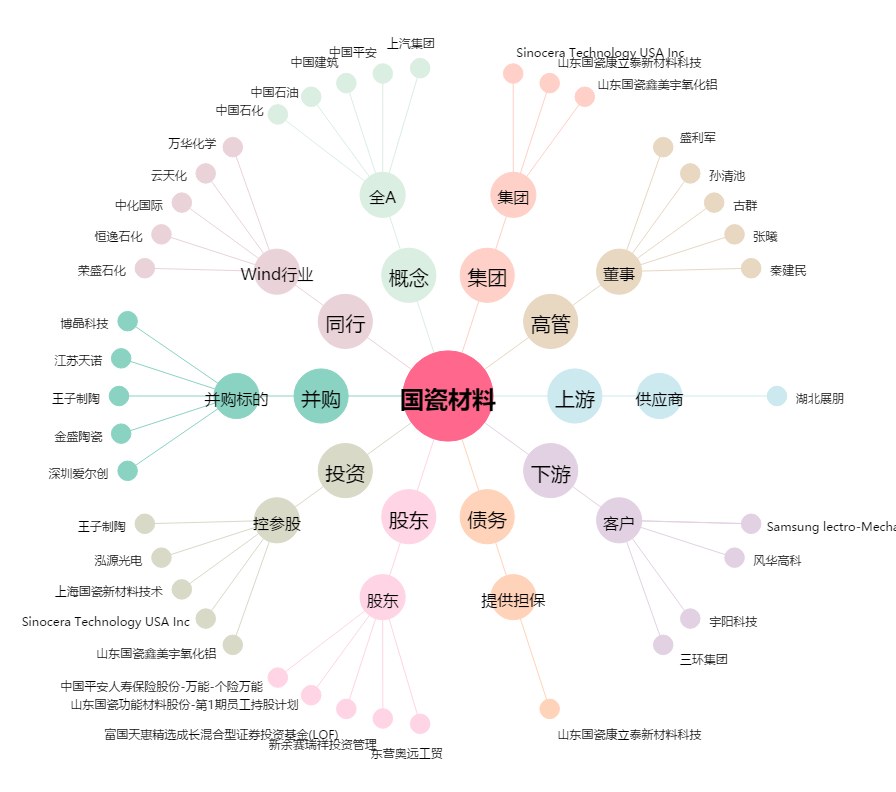 上汽集团
中国平安
中国建筑
中国石油
中国石化
Sinocera Technology USA Inc
山东国瓷康立泰新材料科技
山东国瓷鑫美宇氧化铝
万华化学
云天化
中化国际
恒逸石化
荣盛石化
盛利军
孙清池
古群
张曦
秦建民
全A
集团
Wind行业
概念
集团
董事
同行
高管
博晶科技
江苏天诺
王子制陶
金盛陶瓷
深圳爱尔创
并购标的
并购
国瓷材料
上游
供应商
湖北展朋
投资
股东
债务
下游
控参股
股东
提供担保
客户
王子制陶
泓源光电
上海国瓷新材料技术
Sinocera Technology USA Inc
山东国瓷鑫美宇氧化铝
Samsung lectro-Mecha
风华高科
宇阳科技
三环集团
中国平安人寿保险股份-万能-个险万能
山东国瓷功能材料股份-第1期员工持股计划
富国天惠精选成长混合型证券投资基金(LOF)
新余赛瑞祥投资管理
东营奥远工贸
山东国瓷康立泰新材料科技